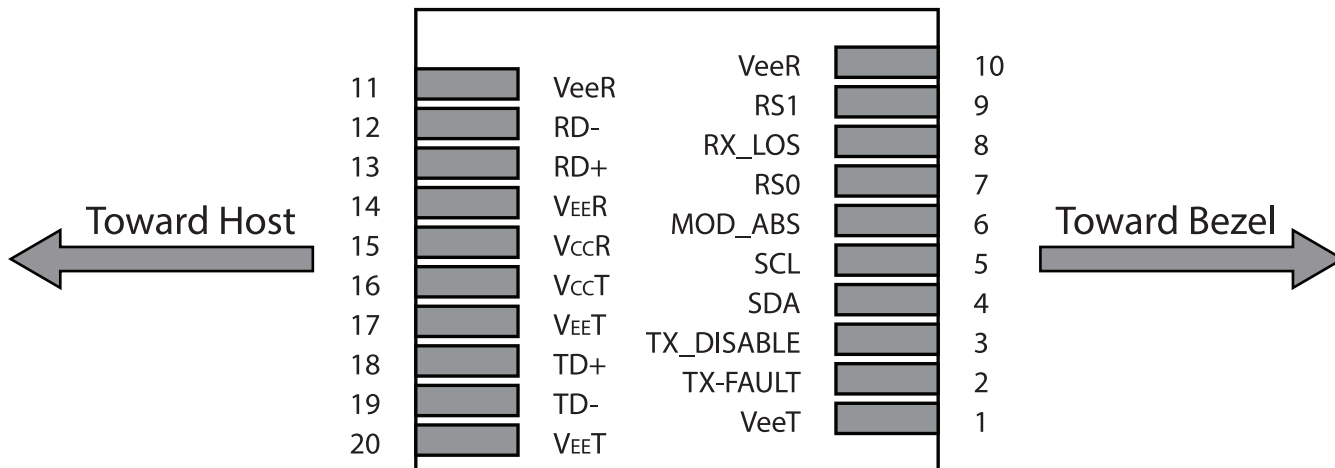 VeeR 10
11 VeeR
RS1 9
12 RD-
RX_LOS 8
13 RD+
RS0 7
14 VEER
MOD_ABS 6
15 VCCR
SCL 5
16 VCCT
SDA 4
17 VEET
TX_DISABLE 3
18 TD+
TX-FAULT 2
19 TD-
VeeT 1
20 VEET
Toward Host
Toward Bezel